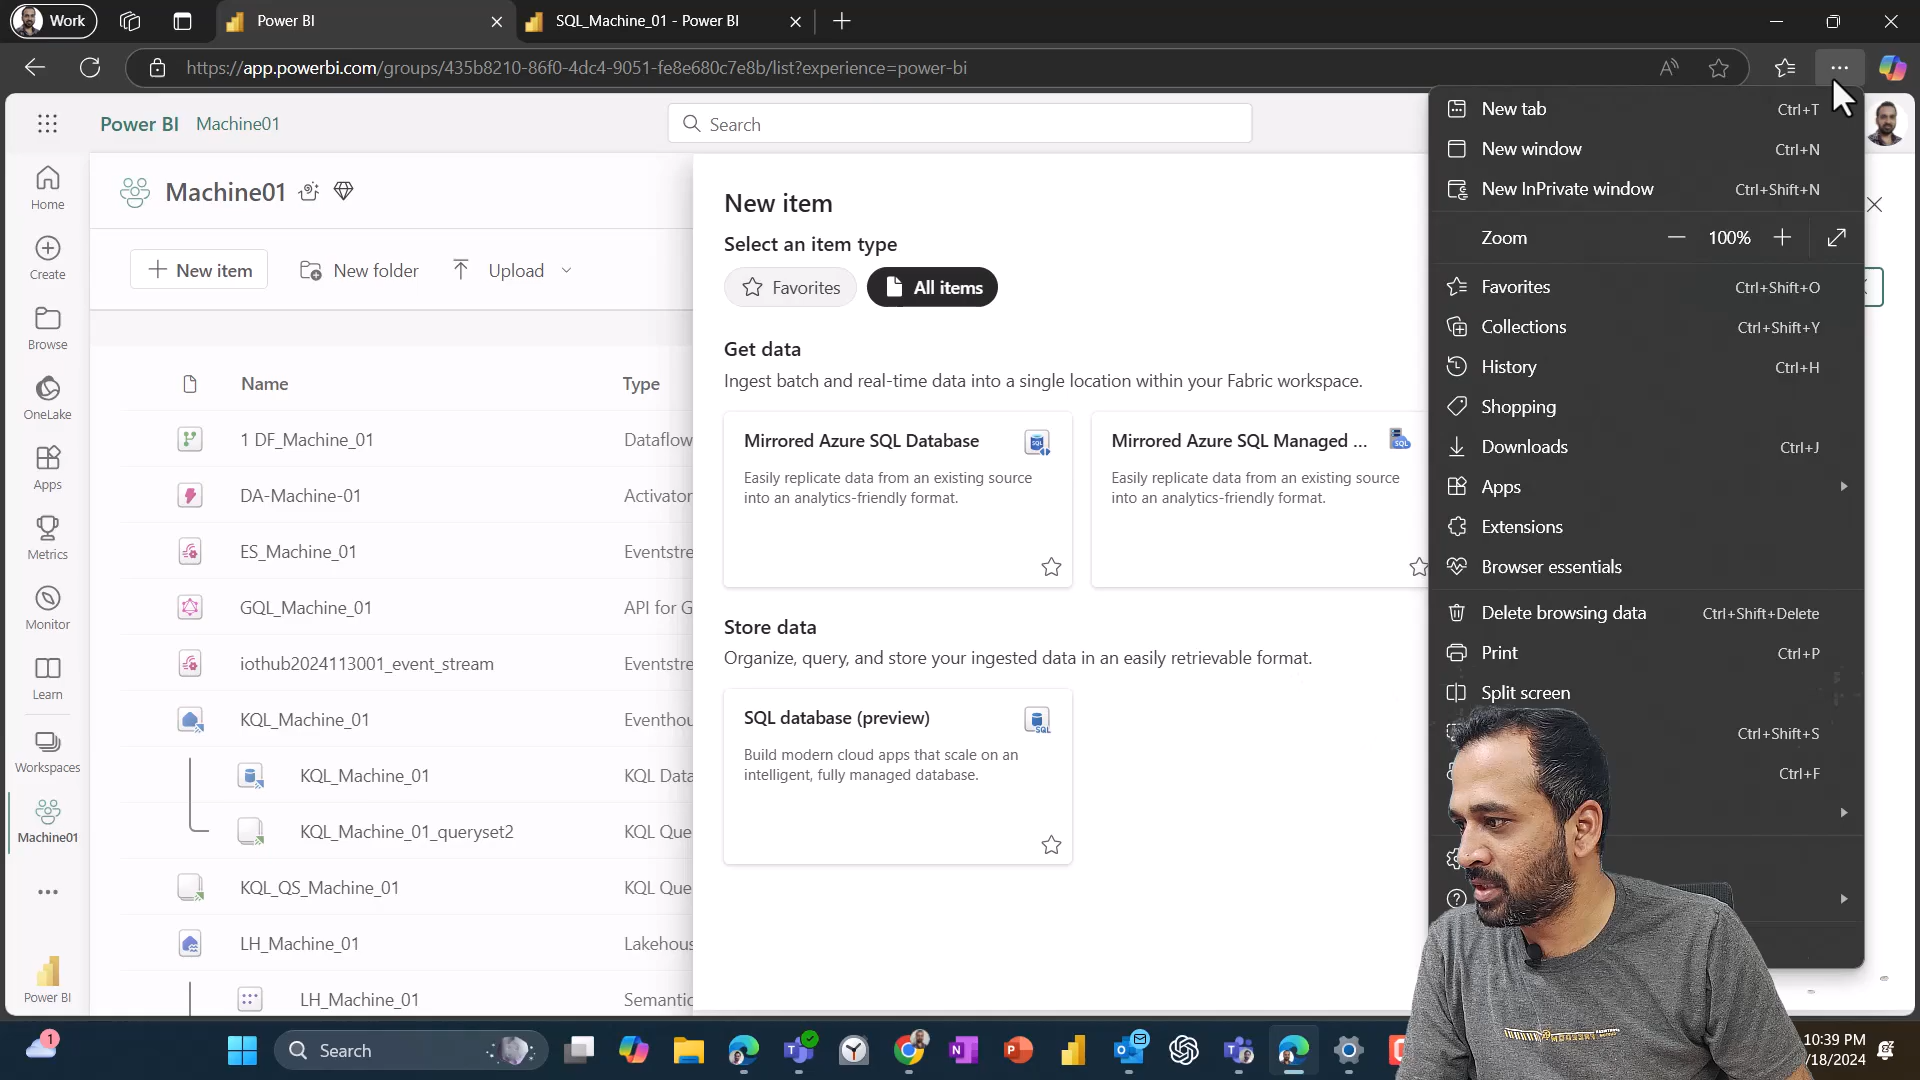 Work
Power BI
SQL_Machine_01 - Power BI
https://app.powerbi.com/groups/435b8210-86f0-4dc4-9051-fe8e680c7e8b/list?experience=power-bi
Power BI Machine01
Search
Machine01
New item
New folder
Upload
Name
Type
1 DF_Machine_01
Dataflow
DA-Machine-01
Activator
ES_Machine_01
Eventstre
GQL_Machine_01
API for G
iothub2024113001_event_stream
Eventstre
KQL_Machine_01
Eventhou
KQL_Machine_01
KQL Data
KQL_Machine_01_queryset2
KQL Que
KQL_QS_Machine_01
KQL Que
LH_Machine_01
Lakehous
LH_Machine_01
Semantic
Home
Create
Browse
OneLake
Apps
Metrics
Monitor
Learn
Workspaces
Machine01
Power BI
New item
Select an item type
Favorites
All items
Get data
Ingest batch and real-time data into a single location within your Fabric workspace.
Mirrored Azure SQL Database
SQL
Easily replicate data from an existing source
into an analytics-friendly format.
Mirrored Azure SQL Managed ...
SQL
Easily replicate data from an existing source
into an analytics-friendly format.
Store data
Organize, query, and store your ingested data in an easily retrievable format.
SQL database (preview)
SQL
Build modern cloud apps that scale on an
intelligent, fully managed database.
New tab Ctrl+T
New window Ctrl+N
New InPrivate window Ctrl+Shift+N
Zoom 100%
Favorites Ctrl+Shift+O
Collections Ctrl+Shift+Y
History Ctrl+H
Shopping
Downloads Ctrl+J
Apps
Extensions
Browser essentials
Delete browsing data Ctrl+Shift+Delete
Print Ctrl+P
Split screen
Ctrl+Shift+S
Ctrl+F
1
Search
10:39 PM
/18/2024